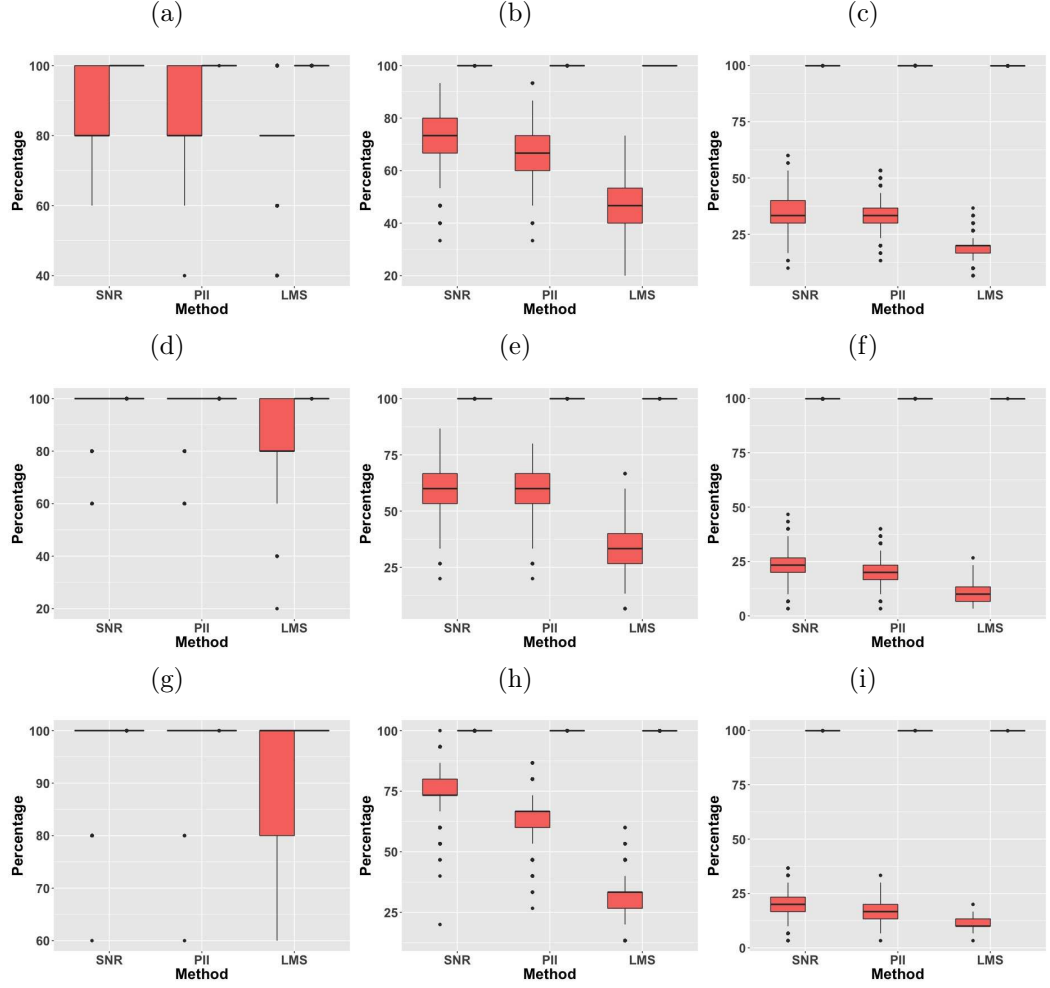 (a)
(b)
(c)
Percentage
100
80
60
40
SNR
PII
LMS
Method
Percentage
100
80
60
40
20
SNR
PII
LMS
Method
Percentage
100
75
50
25
SNR
PII
LMS
Method
(d)
(e)
(f)
Percentage
100
80
60
40
20
SNR
PII
LMS
Method
Percentage
100
75
50
25
SNR
PII
LMS
Method
Percentage
100
75
50
25
0
SNR
PII
LMS
Method
(g)
(h)
(i)
Percentage
100
90
80
70
60
SNR
PII
LMS
Method
Percentage
100
75
50
25
SNR
PII
LMS
Method
Percentage
100
75
50
25
0
SNR
PII
LMS
Method